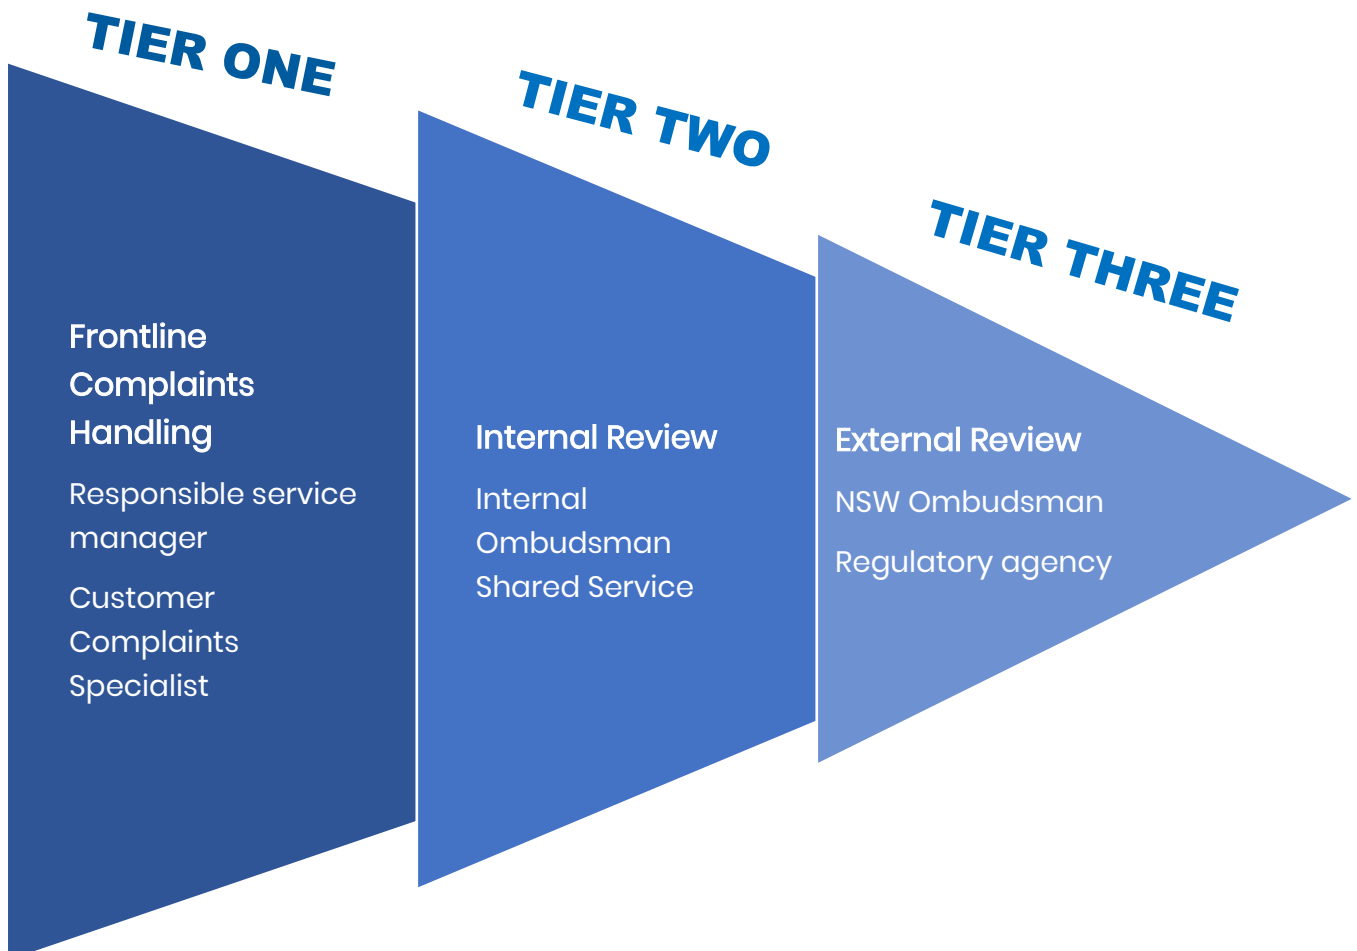 TIER ONE
Frontline
Complaints
Handling
Responsible service
manager
Customer
Complaints
Specialist
TIER TWO
Internal Review
Internal
Ombudsman
Shared Service
TIER THREE
External Review
NSW Ombudsman
Regulatory agency